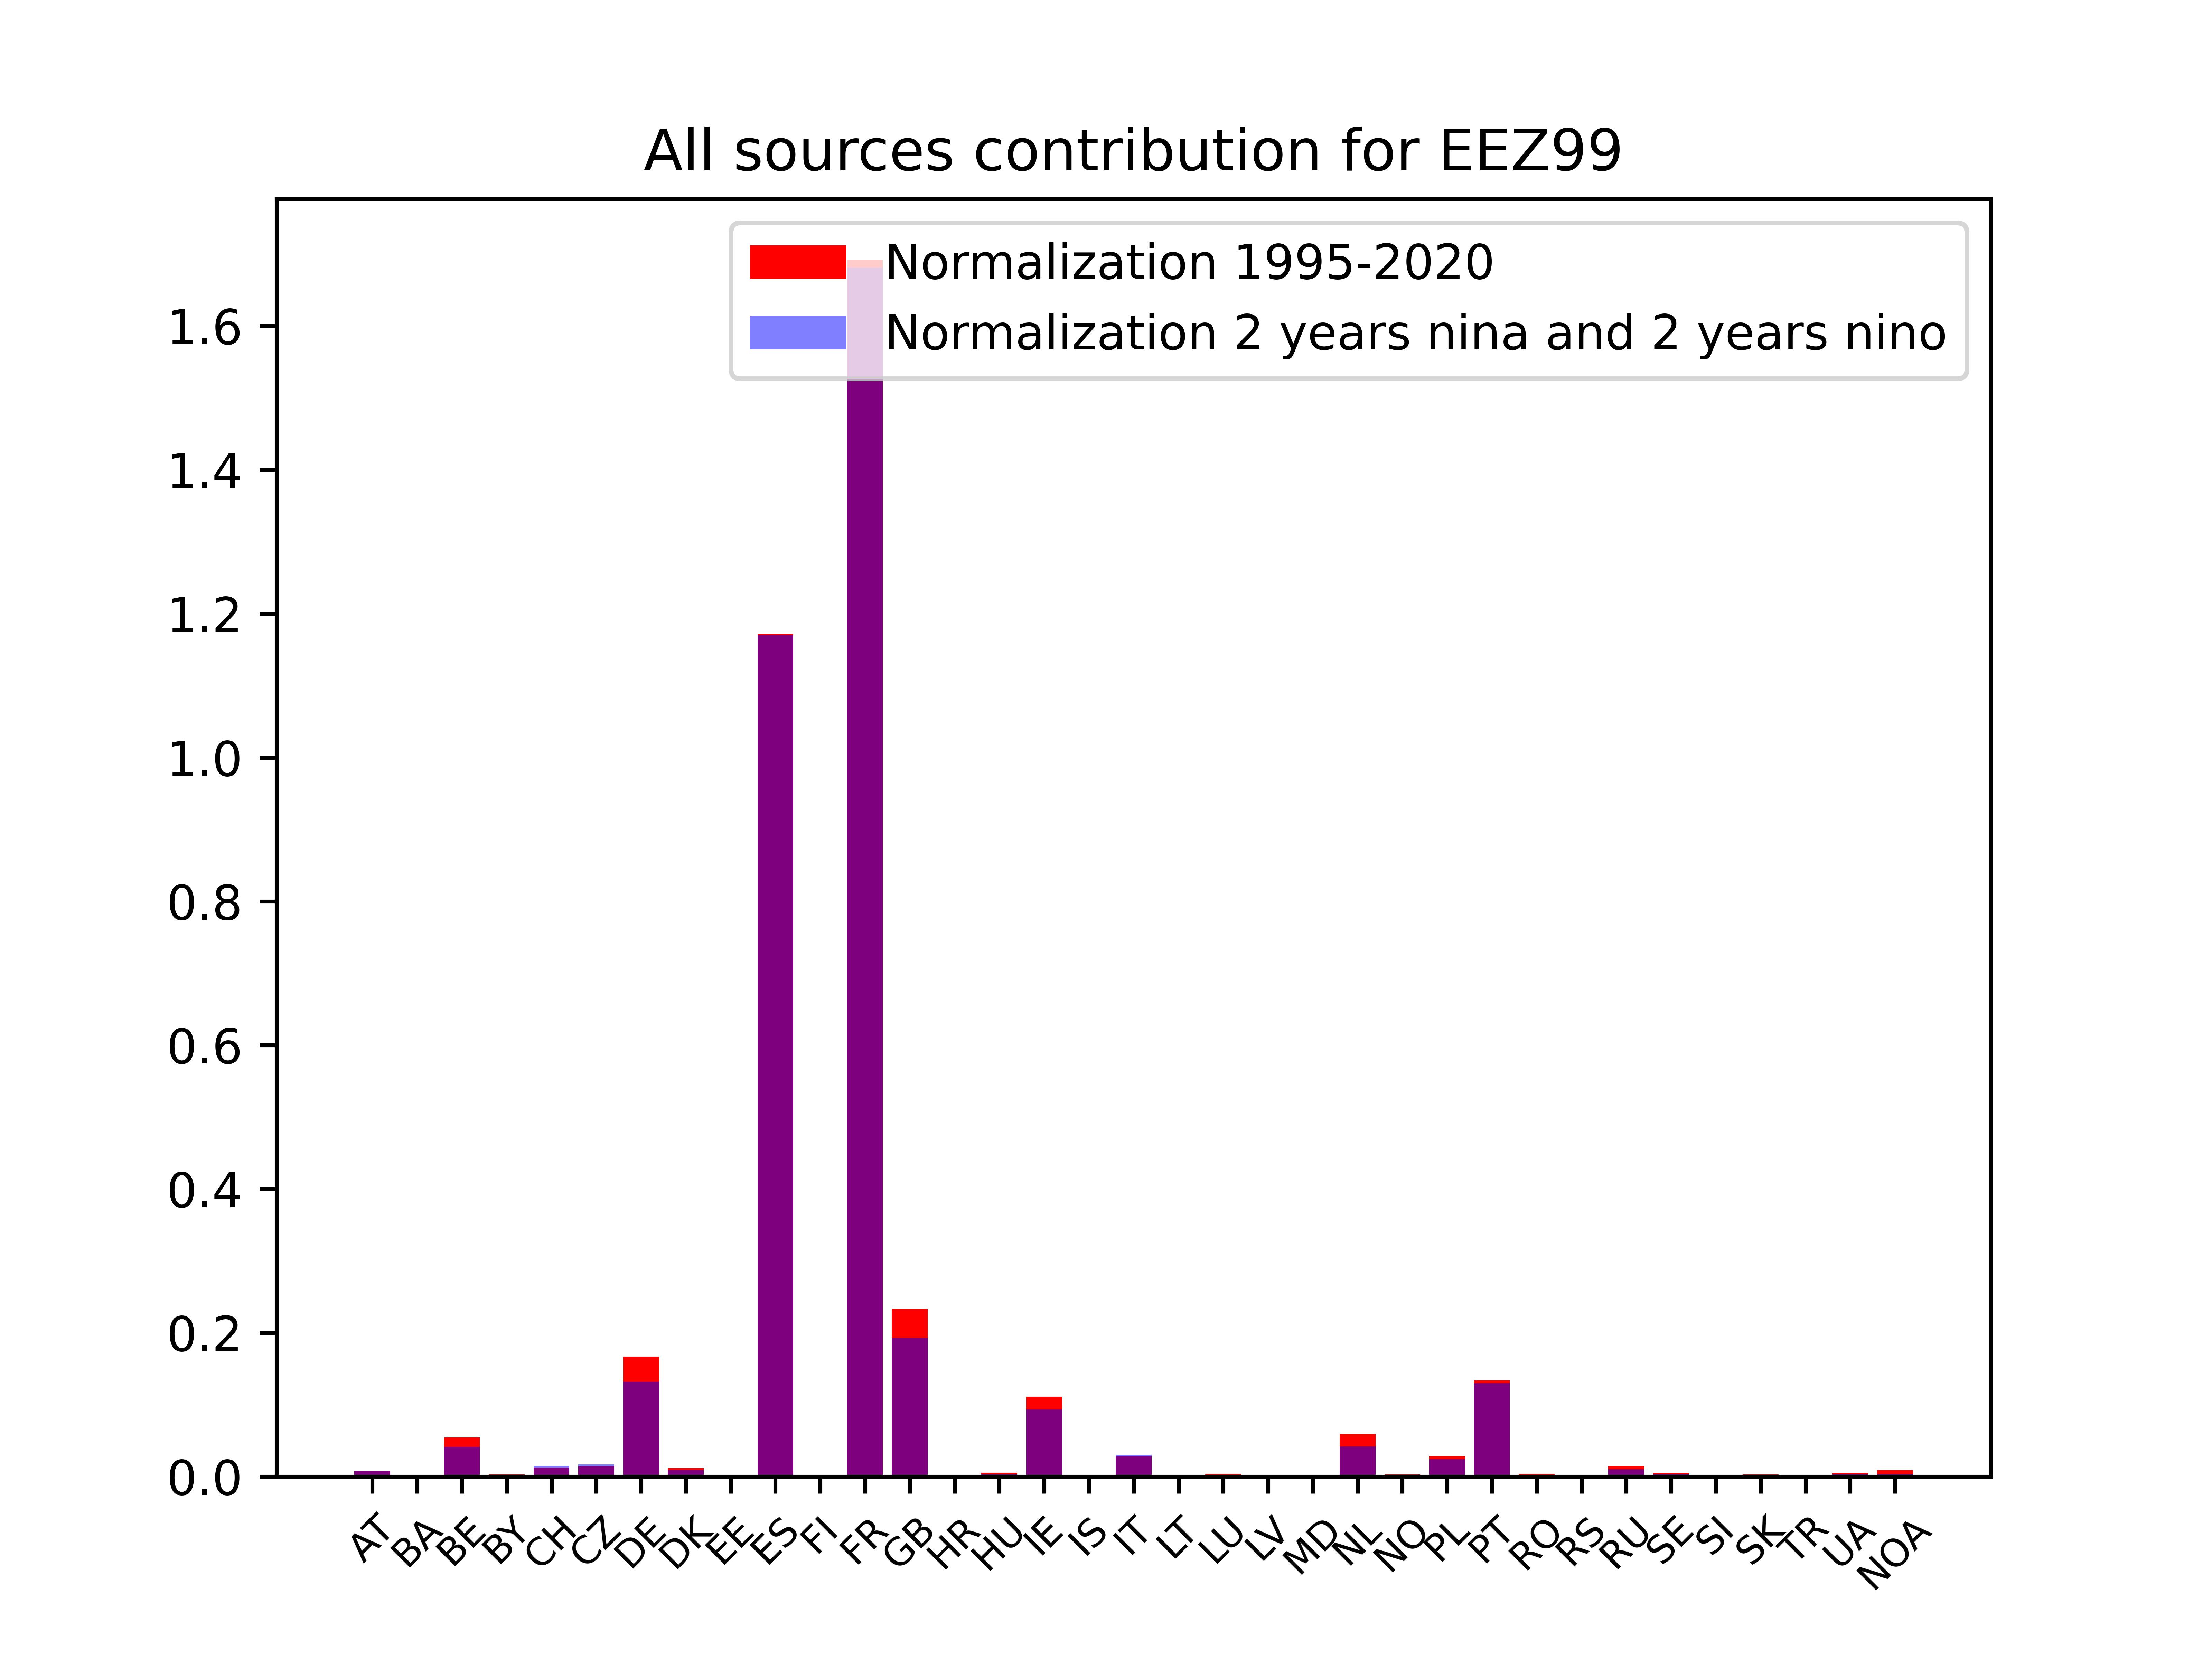 All sources contribution for EEZ99
Normalization 1995-2020
Normalization 2 years nina and 2 years nino
1.6
1.4
1.2
1.0
0.8
0.6
0.4
0.2
0.0
AT BA BE BY CH CZ DE DK EE ES FI FR GB HR HU IE IS IT LT LU LV MD NL NO PL PT RO RS RU SE SI SK TR UA NOA